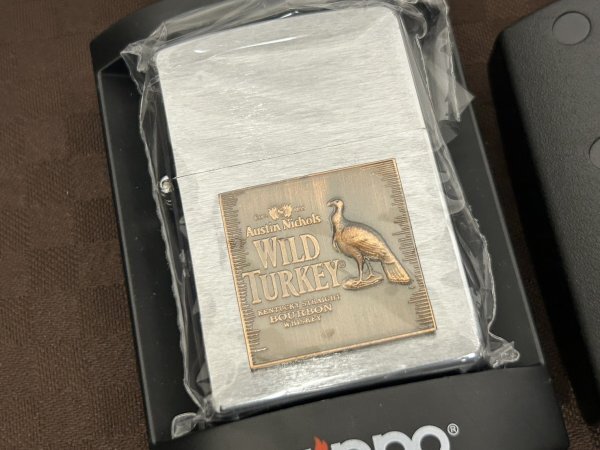 Austin Nichols
WILD
TURKEY
KENTUCKY STRAIGHT
BOURBON
WHISKEY
Zippo®